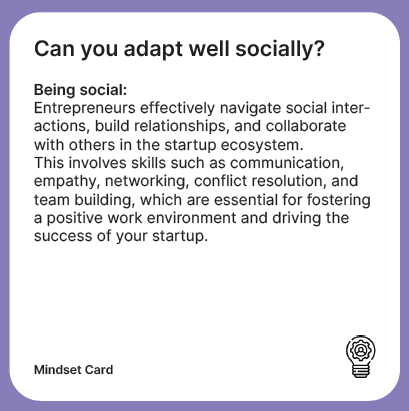 Can you adapt well socially?
Being social:
Entrepreneurs effectively navigate social inter-
actions, build relationships, and collaborate
with others in the startup ecosystem.
This involves skills such as communication,
empathy, networking, conflict resolution, and
team building, which are essential for fostering
a positive work environment and driving the
success of your startup.
Mindset Card